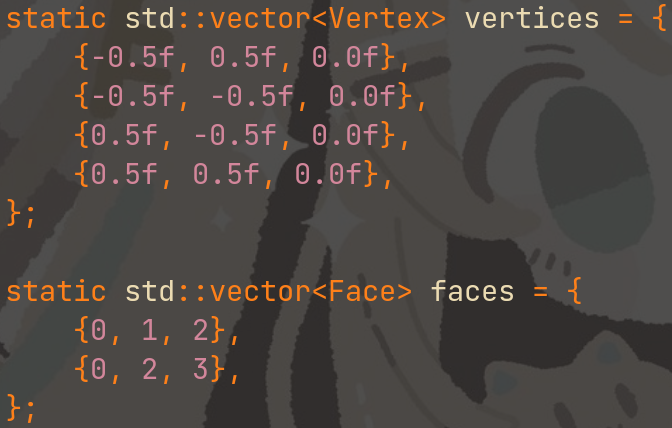 static std::vector<Vertex> vertices = {
    {-0.5f, 0.5f, 0.0f},
    {-0.5f, -0.5f, 0.0f},
    {0.5f, -0.5f, 0.0f},
    {0.5f, 0.5f, 0.0f},
};

static std::vector<Face> faces = {
    {0, 1, 2},
    {0, 2, 3},
};